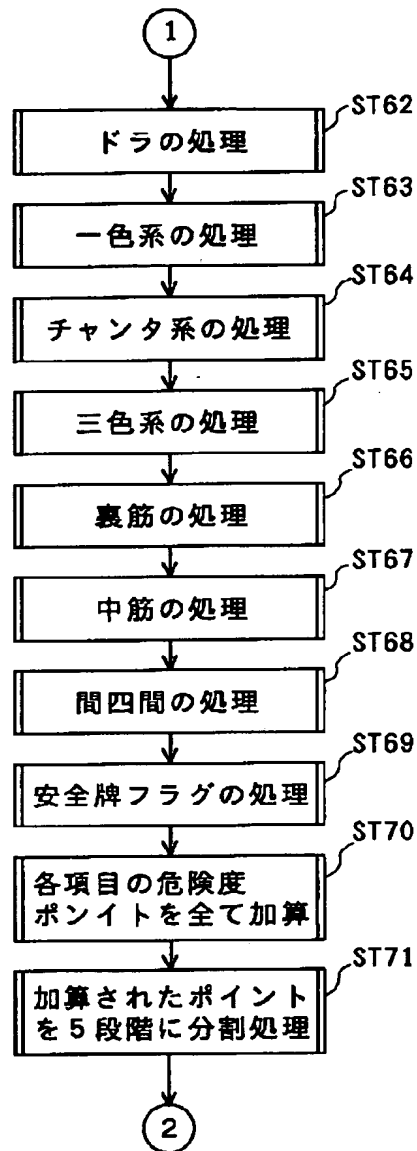 1
ST62
ドラの処理
ST63
一色系の処理
ST64
チャンタ系の処理
ST65
三色系の処理
ST66
裏筋の処理
ST67
中筋の処理
ST68
間四間の処理
ST69
安全牌フラグの処理
ST70
各項目の危険度
ポンイトを全て加算
ST71
加算されたポイント
を5段階に分割処理
2